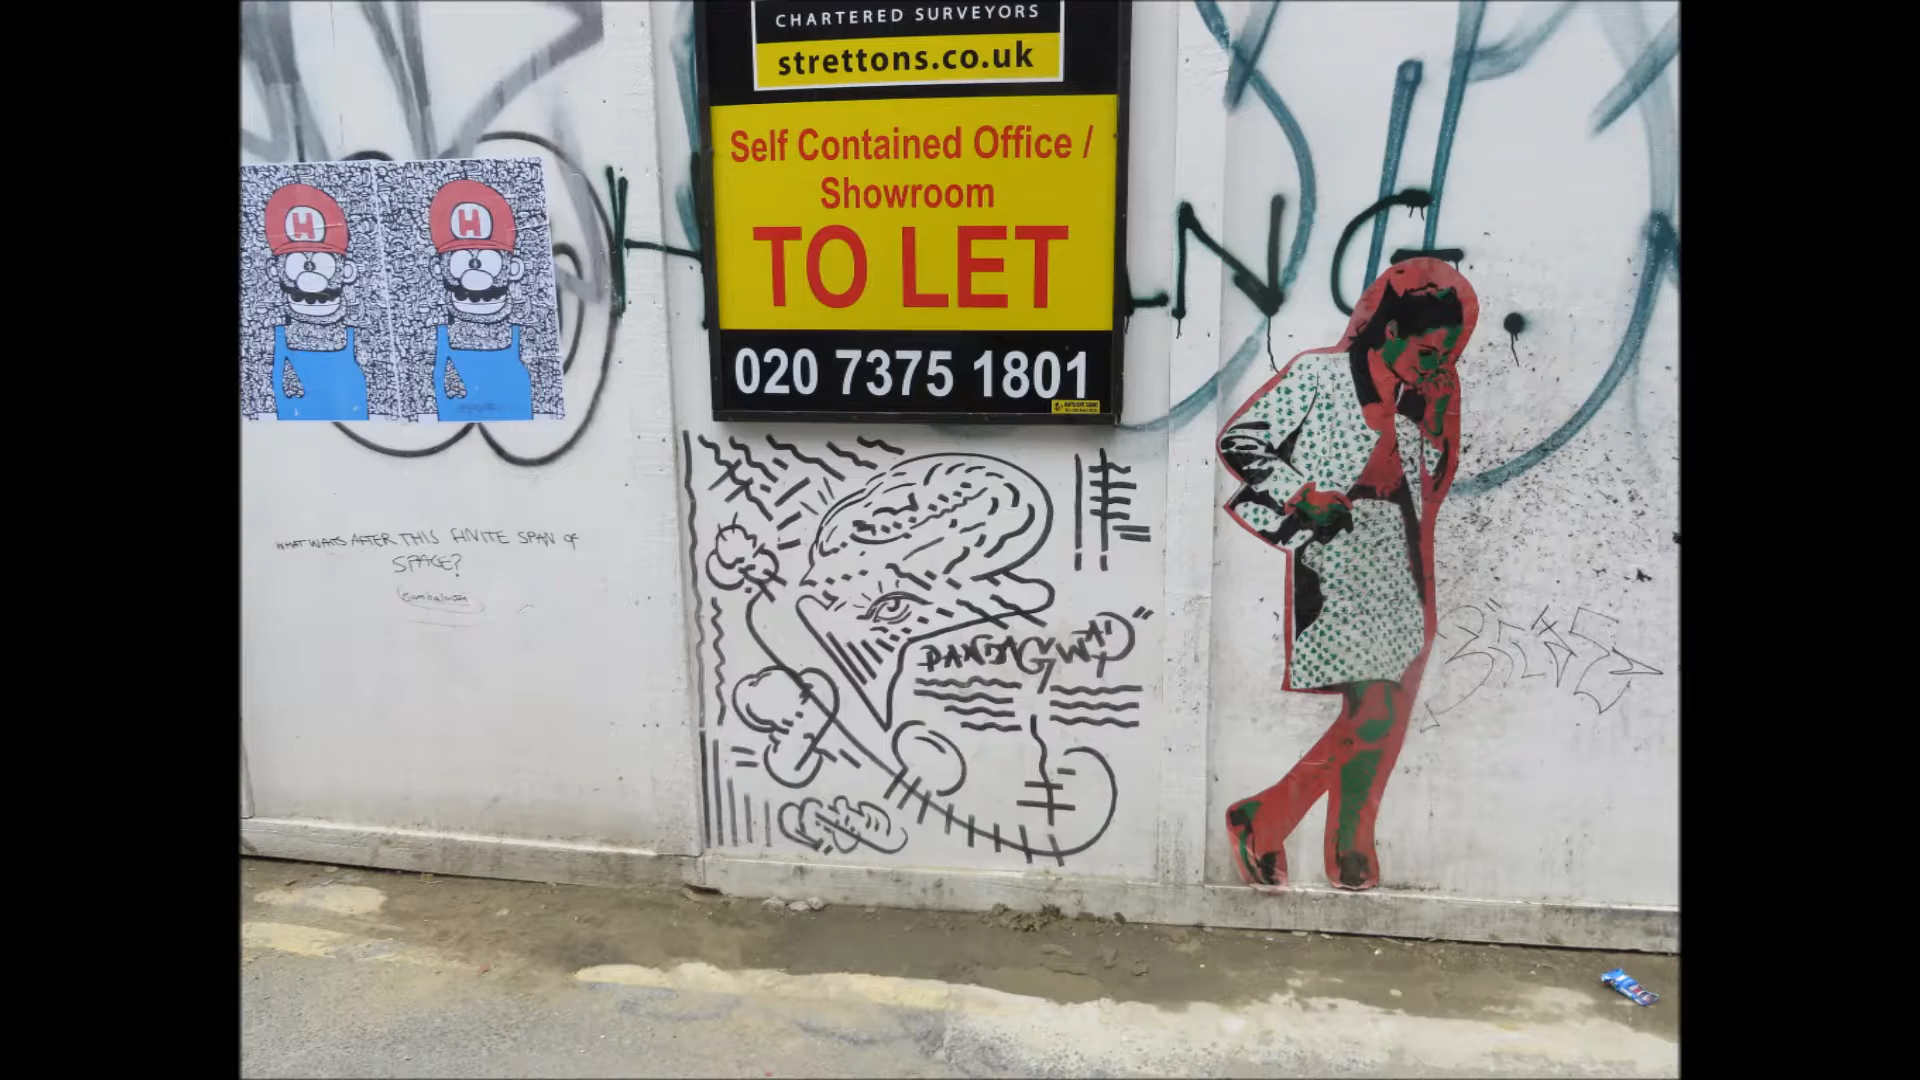 CHARTERED SURVEYORS
strettons.co.uk
Self Contained Office /
Showroom
TO LET
020 7375 1801
H
H
WHAT WAITS AFTER THIS FINITE SPAN OF
SPACE?